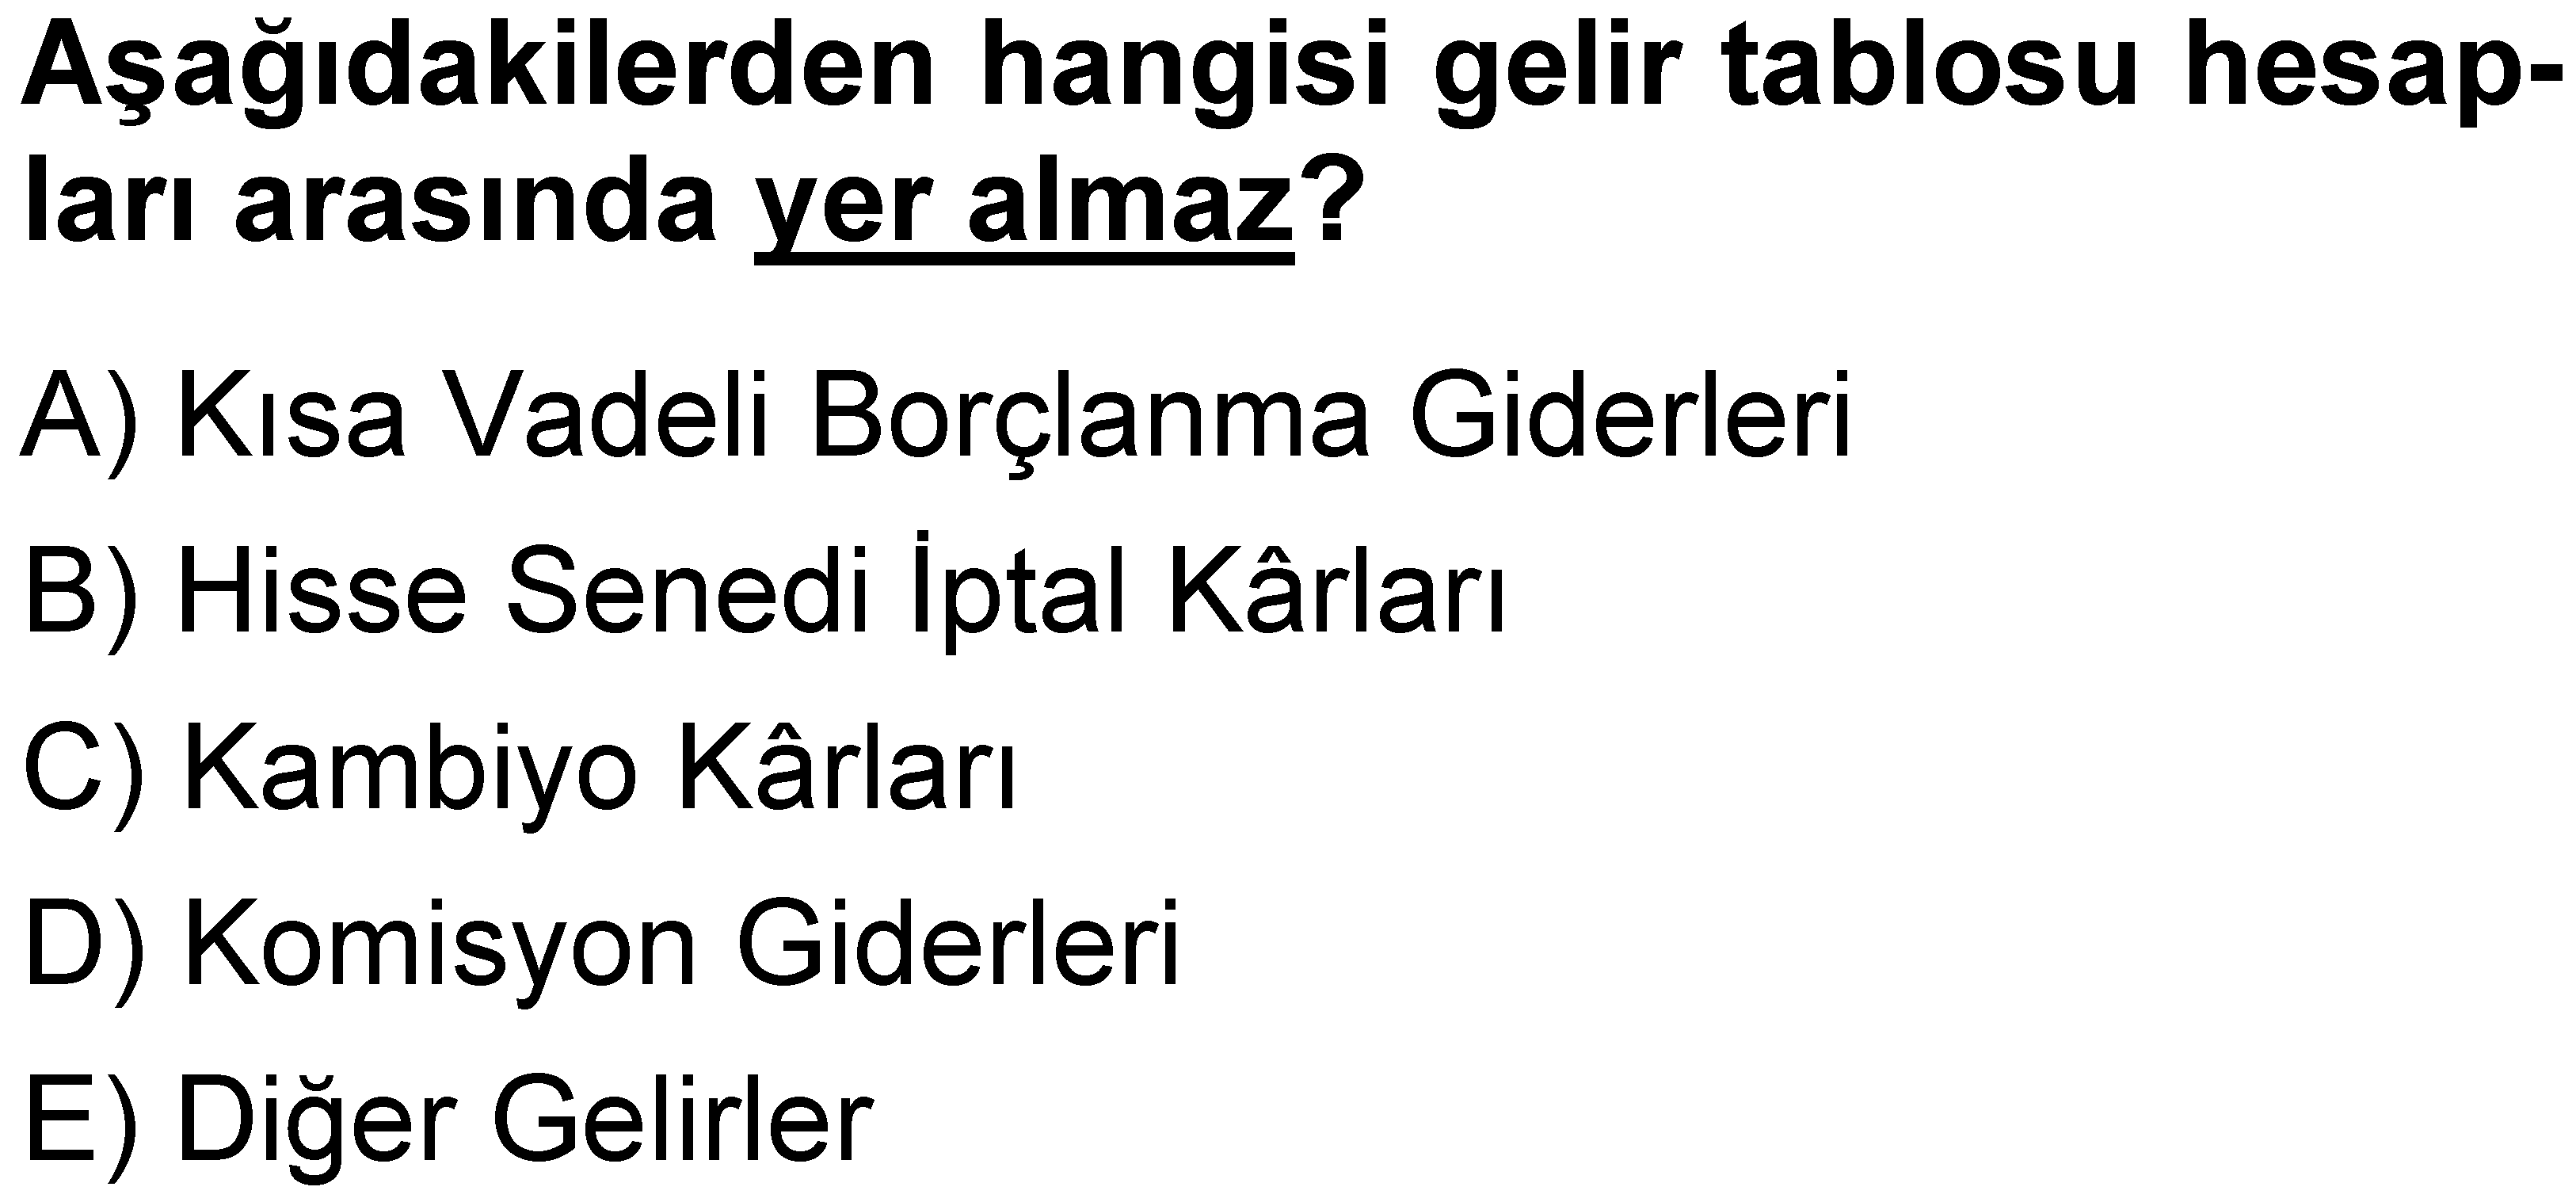 Aşağıdakilerden hangisi gelir tablosu hesap-
ları arasında yer almaz?
A) Kısa Vadeli Borçlanma Giderleri
B) Hisse Senedi İptal Kârları
C) Kambiyo Kârları
D) Komisyon Giderleri
E) Diğer Gelirler